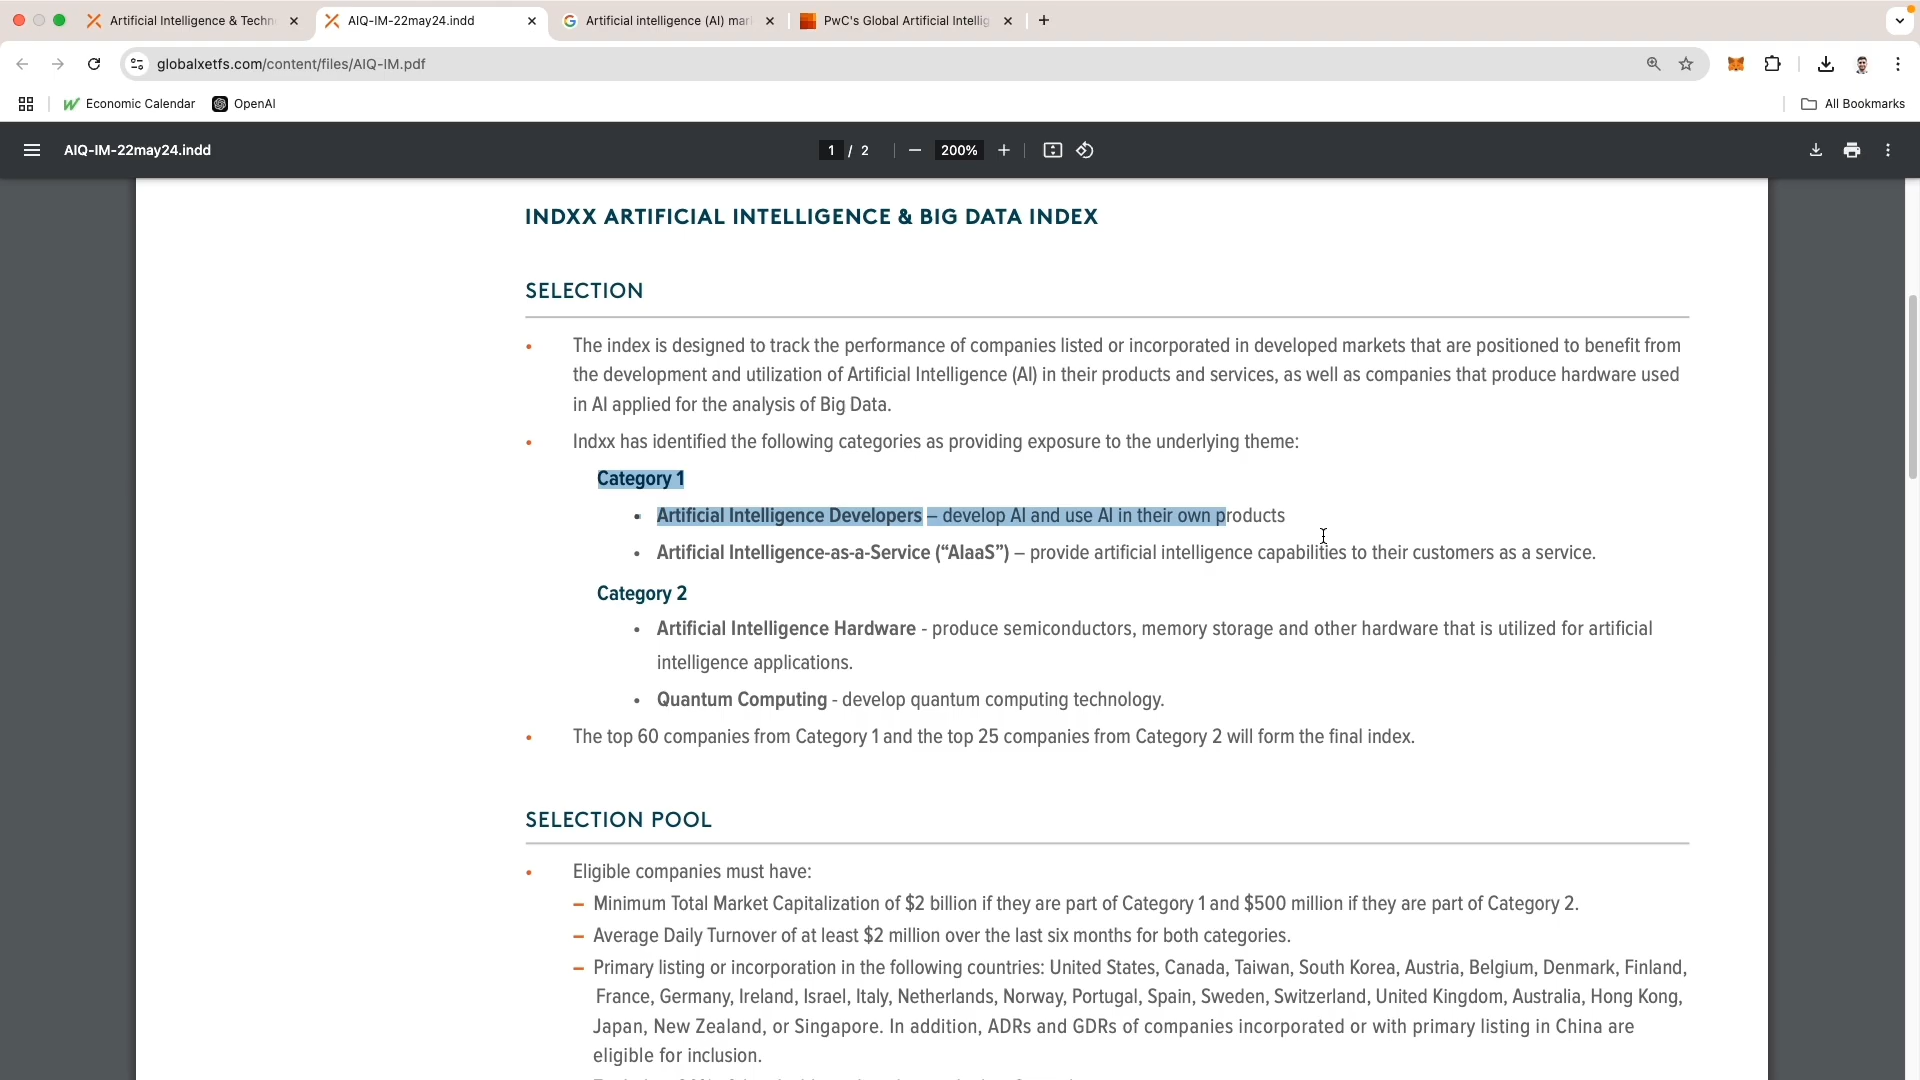 Artificial Intelligence & Techn
AIQ-IM-22may24.indd
Artificial intelligence (AI) mar
PwC's Global Artificial Intellig
globalxetfs.com/content/files/AIQ-IM.pdf
Economic Calendar
OpenAI
All Bookmarks
AIQ-IM-22may24.indd
1 / 2
200%
INDXX ARTIFICIAL INTELLIGENCE & BIG DATA INDEX
SELECTION
• The index is designed to track the performance of companies listed or incorporated in developed markets that are positioned to benefit from
the development and utilization of Artificial Intelligence (AI) in their products and services, as well as companies that produce hardware used
in AI applied for the analysis of Big Data.
• Indxx has identified the following categories as providing exposure to the underlying theme:
Category 1
• Artificial Intelligence Developers – develop AI and use AI in their own products
• Artificial Intelligence-as-a-Service (“AIaaS”) – provide artificial intelligence capabilities to their customers as a service.
Category 2
• Artificial Intelligence Hardware - produce semiconductors, memory storage and other hardware that is utilized for artificial
intelligence applications.
• Quantum Computing - develop quantum computing technology.
• The top 60 companies from Category 1 and the top 25 companies from Category 2 will form the final index.
SELECTION POOL
• Eligible companies must have:
– Minimum Total Market Capitalization of $2 billion if they are part of Category 1 and $500 million if they are part of Category 2.
– Average Daily Turnover of at least $2 million over the last six months for both categories.
– Primary listing or incorporation in the following countries: United States, Canada, Taiwan, South Korea, Austria, Belgium, Denmark, Finland,
France, Germany, Ireland, Israel, Italy, Netherlands, Norway, Portugal, Spain, Sweden, Switzerland, United Kingdom, Australia, Hong Kong,
Japan, New Zealand, or Singapore. In addition, ADRs and GDRs of companies incorporated or with primary listing in China are
eligible for inclusion.